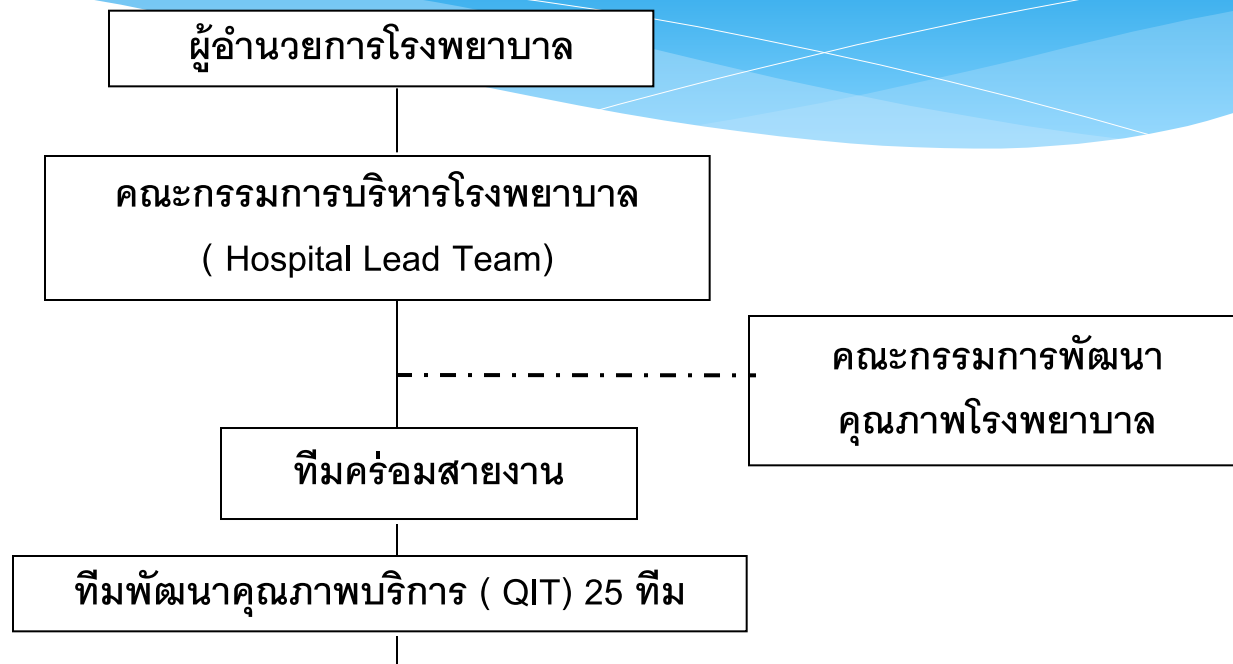 ผู้อำนวยการโรงพยาบาล
คณะกรรมการบริหารโรงพยาบาล
( Hospital Lead Team)
คณะกรรมการพัฒนา
คุณภาพโรงพยาบาล
ทีมคร่อมสายงาน
ทีมพัฒนาคุณภาพบริการ ( QIT) 25 ทีม